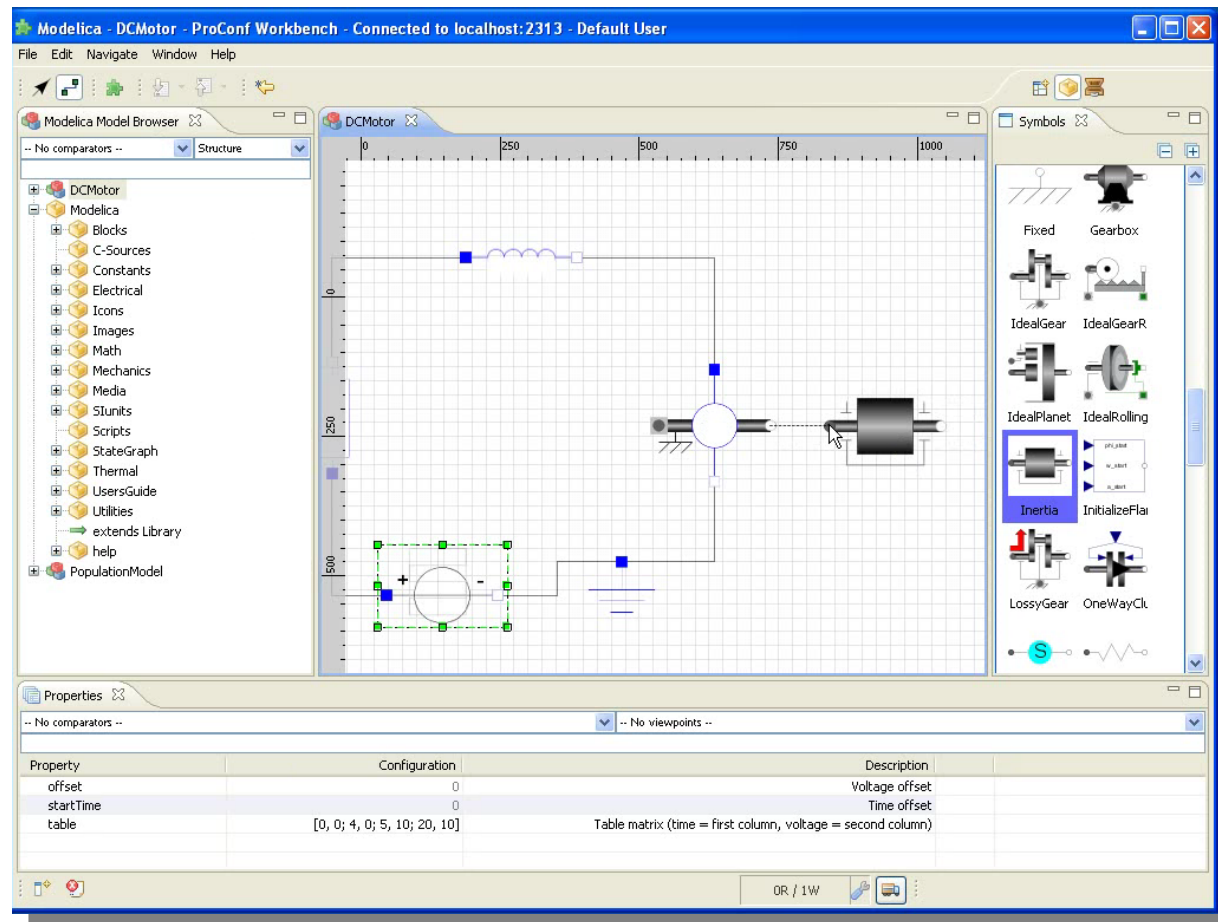 Modelica - DCMotor - ProConf Workbench - Connected to localhost:2313 - Default User
File Edit Navigate Window Help
Modelica Model Browser
-- No comparators -- Structure
DCMotor
Modelica
Blocks
C-Sources
Constants
Electrical
Icons
Images
Math
Mechanics
Media
SIunits
Scripts
StateGraph
Thermal
UsersGuide
Utilities
extends Library
help
PopulationModel
DCMotor
0 250 500 750 1000
0
250
500
+ -
Symbols
Fixed Gearbox
IdealGear IdealGearR
IdealPlanet IdealRolling
phi_start
w_start
a_start
Inertia InitializeFla
LossyGear OneWayClu
S
Properties
-- No comparators -- -- No viewpoints --
Property Configuration Description
offset 0 Voltage offset
startTime 0 Time offset
table [0, 0; 4, 0; 5, 10; 20, 10] Table matrix (time = first column, voltage = second column)
0R / 1W